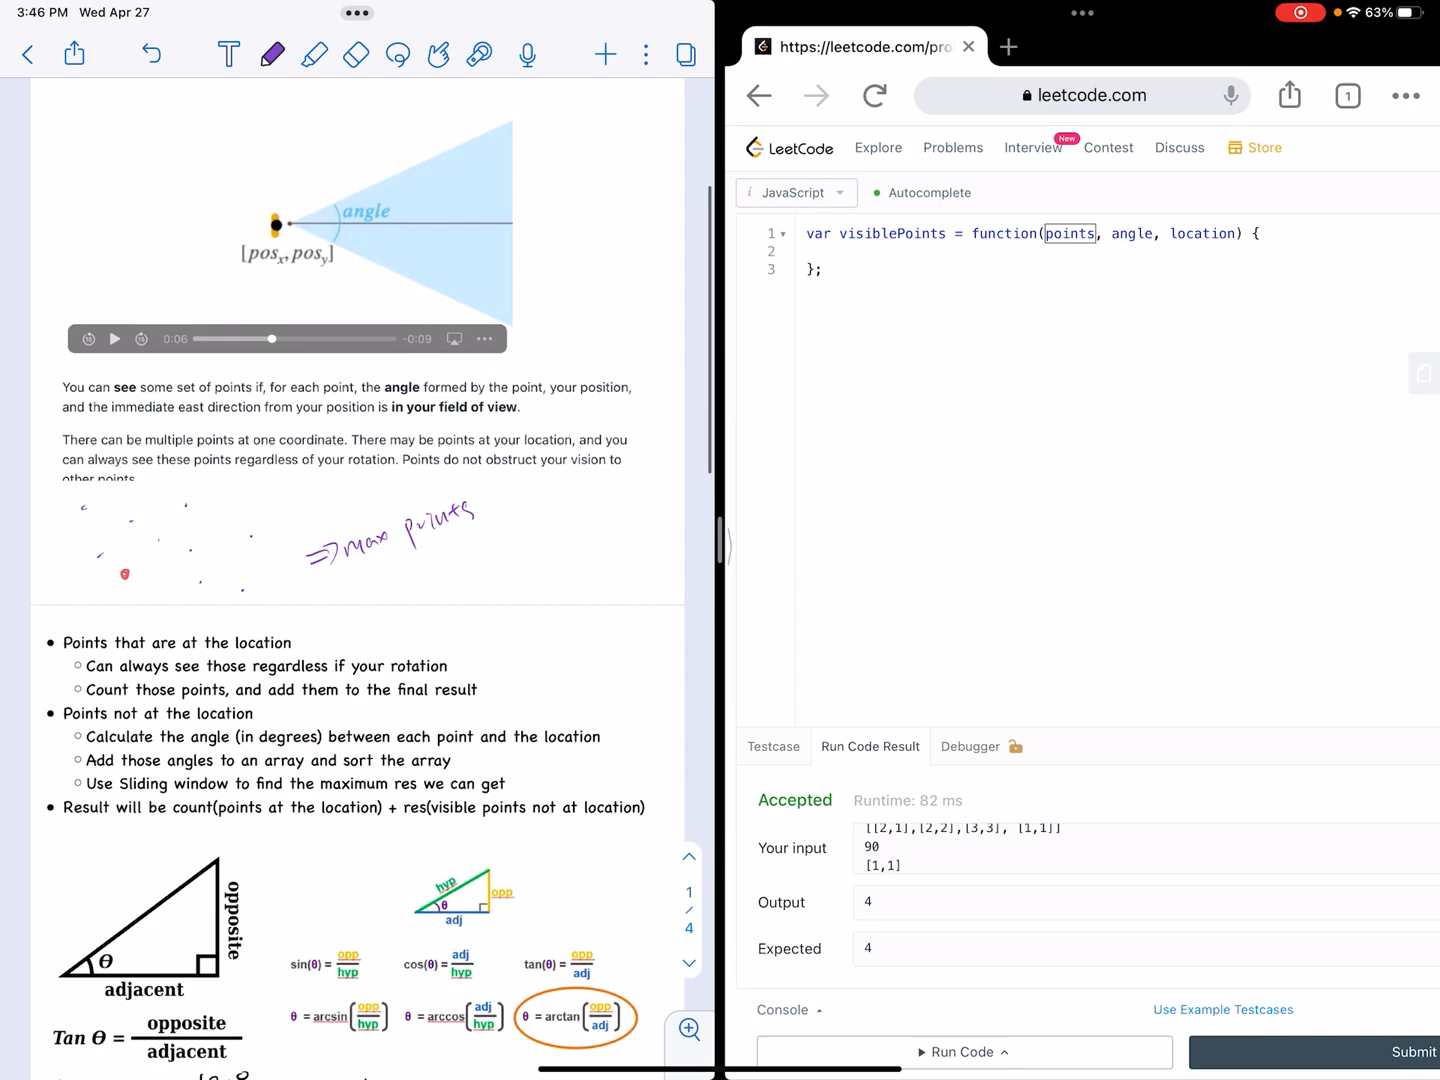 3:46 PM Wed Apr 27
angle
[posx, posy]
0:06
-0:09
You can see some set of points if, for each point, the angle formed by the point, your position,
and the immediate east direction from your position is in your field of view.
There can be multiple points at one coordinate. There may be points at your location, and you
can always see these points regardless of your rotation. Points do not obstruct your vision to
other points.
=> max points
• Points that are at the location
○ Can always see those regardless if your rotation
○ Count those points, and add them to the final result
• Points not at the location
○ Calculate the angle (in degrees) between each point and the location
○ Add those angles to an array and sort the array
○ Use Sliding window to find the maximum res we can get
• Result will be count(points at the location) + res(visible points not at location)
opposite
θ
adjacent
hyp
opp
θ
adj
sin(θ) = opp/hyp
cos(θ) = adj/hyp
tan(θ) = opp/adj
θ = arcsin(opp/hyp)
θ = arccos(adj/hyp)
θ = arctan(opp/adj)
Tan θ = opposite/adjacent
1
/
4
63%
https://leetcode.com/pro
leetcode.com
1
LeetCode
Explore
Problems
Interview
New
Contest
Discuss
Store
i JavaScript
Autocomplete
1 var visiblePoints = function(points, angle, location) {
2
3 };
Testcase
Run Code Result
Debugger
Accepted
Runtime: 82 ms
Your input
[[2,1],[2,2],[3,3], [1,1]]
90
[1,1]
Output
4
Expected
4
Console
Use Example Testcases
Run Code
Submit